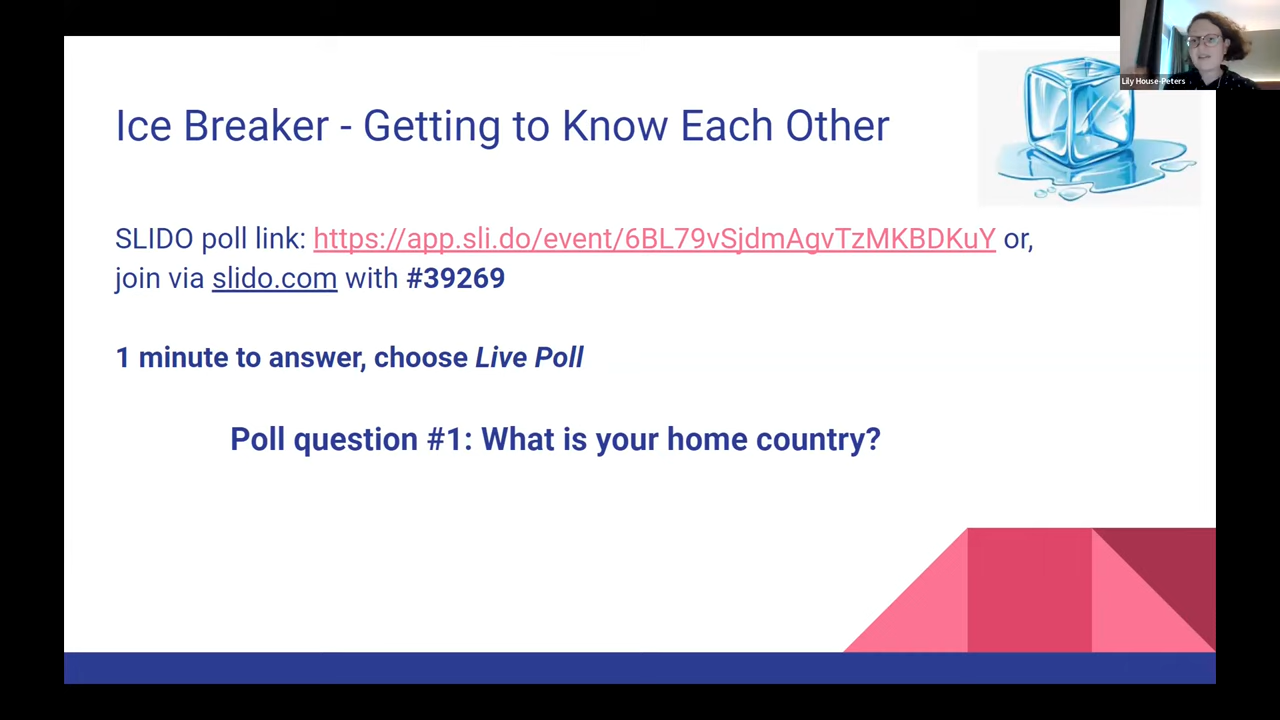 Lily House-Peters
Ice Breaker - Getting to Know Each Other
SLIDO poll link: https://app.sli.do/event/6BL79vSjdmAgvTzMKBDKuY or,
join via slido.com with #39269
1 minute to answer, choose Live Poll
Poll question #1: What is your home country?